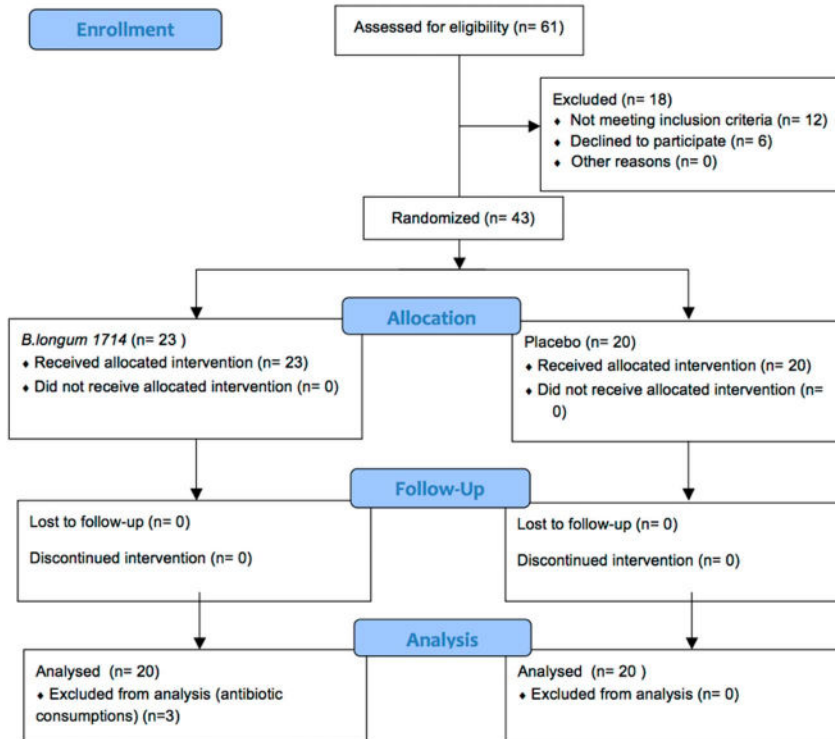 Enrollment
Assessed for eligibility (n= 61)
Excluded (n= 18)
♦ Not meeting inclusion criteria (n= 12)
♦ Declined to participate (n= 6)
♦ Other reasons (n= 0)
Randomized (n= 43)
Allocation
B.longum 1714 (n= 23 )
♦ Received allocated intervention (n= 23)
♦ Did not receive allocated intervention (n= 0)
Placebo (n= 20)
♦ Received allocated intervention (n= 20)
♦ Did not receive allocated intervention (n=
0)
Follow-Up
Lost to follow-up (n= 0)
Discontinued intervention (n= 0)
Lost to follow-up (n= 0)
Discontinued intervention (n= 0)
Analysis
Analysed (n= 20)
♦ Excluded from analysis (antibiotic
consumptions) (n=3)
Analysed (n= 20 )
♦ Excluded from analysis (n= 0)